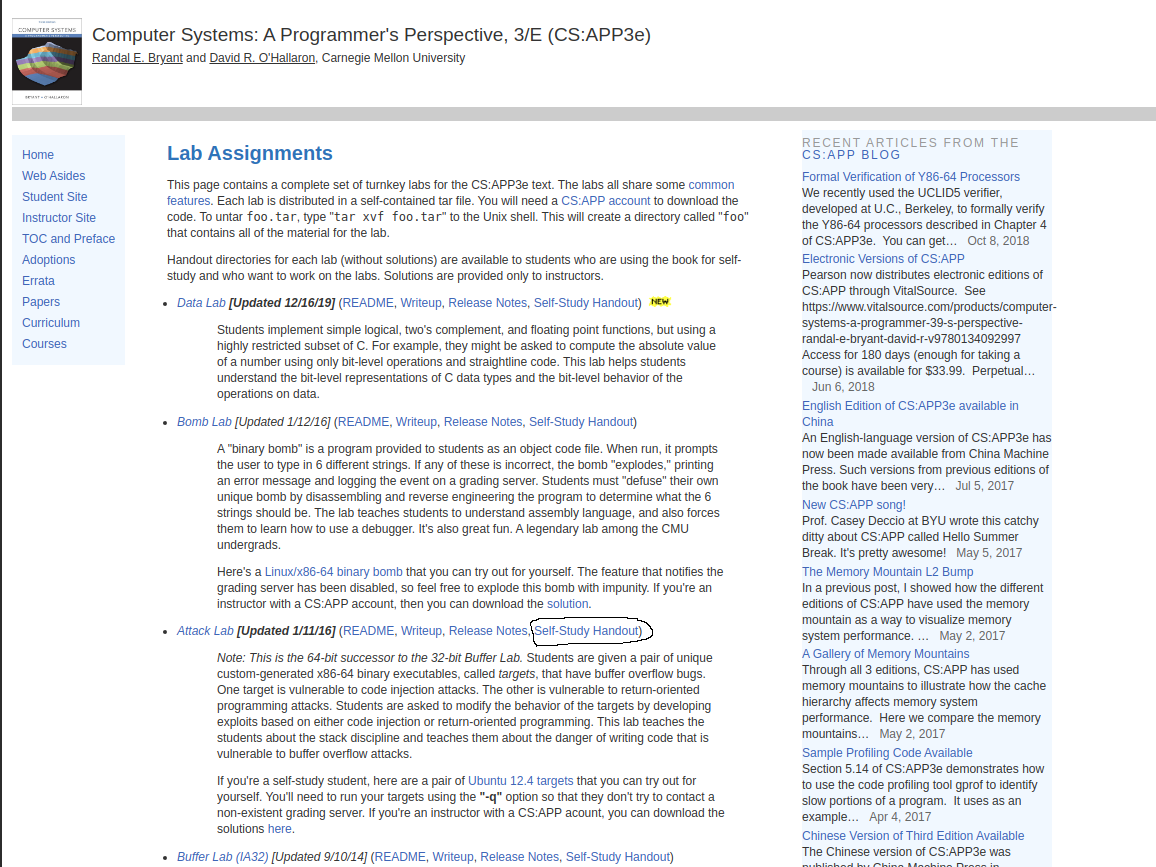 COMPUTER SYSTEMS
BRYANT • O'HALLARON
Computer Systems: A Programmer's Perspective, 3/E (CS:APP3e)
Randal E. Bryant and David R. O'Hallaron, Carnegie Mellon University
Home
Web Asides
Student Site
Instructor Site
TOC and Preface
Adoptions
Errata
Papers
Curriculum
Courses
Lab Assignments
This page contains a complete set of turnkey labs for the CS:APP3e text. The labs all share some common
features. Each lab is distributed in a self-contained tar file. You will need a CS:APP account to download the
code. To untar foo.tar, type "tar xvf foo.tar" to the Unix shell. This will create a directory called "foo"
that contains all of the material for the lab.
Handout directories for each lab (without solutions) are available to students who are using the book for self-
study and who want to work on the labs. Solutions are provided only to instructors.
• Data Lab [Updated 12/16/19] (README, Writeup, Release Notes, Self-Study Handout) NEW
Students implement simple logical, two's complement, and floating point functions, but using a
highly restricted subset of C. For example, they might be asked to compute the absolute value
of a number using only bit-level operations and straightline code. This lab helps students
understand the bit-level representations of C data types and the bit-level behavior of the
operations on data.
• Bomb Lab [Updated 1/12/16] (README, Writeup, Release Notes, Self-Study Handout)
A "binary bomb" is a program provided to students as an object code file. When run, it prompts
the user to type in 6 different strings. If any of these is incorrect, the bomb "explodes," printing
an error message and logging the event on a grading server. Students must "defuse" their own
unique bomb by disassembling and reverse engineering the program to determine what the 6
strings should be. The lab teaches students to understand assembly language, and also forces
them to learn how to use a debugger. It's also great fun. A legendary lab among the CMU
undergrads.
Here's a Linux/x86-64 binary bomb that you can try out for yourself. The feature that notifies the
grading server has been disabled, so feel free to explode this bomb with impunity. If you're an
instructor with a CS:APP account, then you can download the solution.
• Attack Lab [Updated 1/11/16] (README, Writeup, Release Notes, Self-Study Handout)
Note: This is the 64-bit successor to the 32-bit Buffer Lab. Students are given a pair of unique
custom-generated x86-64 binary executables, called targets, that have buffer overflow bugs.
One target is vulnerable to code injection attacks. The other is vulnerable to return-oriented
programming attacks. Students are asked to modify the behavior of the targets by developing
exploits based on either code injection or return-oriented programming. This lab teaches the
students about the stack discipline and teaches them about the danger of writing code that is
vulnerable to buffer overflow attacks.
If you're a self-study student, here are a pair of Ubuntu 12.4 targets that you can try out for
yourself. You'll need to run your targets using the "-q" option so that they don't try to contact a
non-existent grading server. If you're an instructor with a CS:APP acount, you can download the
solutions here.
• Buffer Lab (IA32) [Updated 9/10/14] (README, Writeup, Release Notes, Self-Study Handout)
RECENT ARTICLES FROM THE
CS:APP BLOG
Formal Verification of Y86-64 Processors
We recently used the UCLID5 verifier,
developed at U.C., Berkeley, to formally verify
the Y86-64 processors described in Chapter 4
of CS:APP3e. You can get… Oct 8, 2018
Electronic Versions of CS:APP
Pearson now distributes electronic editions of
CS:APP through VitalSource. See
https://www.vitalsource.com/products/computer-
systems-a-programmer-39-s-perspective-
randal-e-bryant-david-r-v9780134092997
Access for 180 days (enough for taking a
course) is available for $33.99. Perpetual…
Jun 6, 2018
English Edition of CS:APP3e available in
China
An English-language version of CS:APP3e has
now been made available from China Machine
Press. Such versions from previous editions of
the book have been very… Jul 5, 2017
New CS:APP song!
Prof. Casey Deccio at BYU wrote this catchy
ditty about CS:APP called Hello Summer
Break. It's pretty awesome! May 5, 2017
The Memory Mountain L2 Bump
In a previous post, I showed how the different
editions of CS:APP have used the memory
mountain as a way to visualize memory
system performance. … May 2, 2017
A Gallery of Memory Mountains
Through all 3 editions, CS:APP has used
memory mountains to illustrate how the cache
hierarchy affects memory system
performance. Here we compare the memory
mountains… May 2, 2017
Sample Profiling Code Available
Section 5.14 of CS:APP3e demonstrates how
to use the code profiling tool gprof to identify
slow portions of a program. It uses as an
example… Apr 4, 2017
Chinese Version of Third Edition Available
The Chinese version of CS:APP3e was
published by China Machine Press in